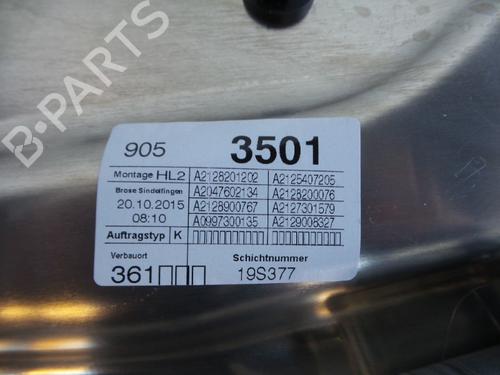 B-PARTS
905 3501
Montage HL2 A2128201202 A2125407205
Brose Sindelfingen A2047602134 A2128200076
20.10.2015 A2128900767 A2127301579
08:10 A0997300135 A2129006327
Auftragstyp K
Verbauort Schichtnummer
361 19S377